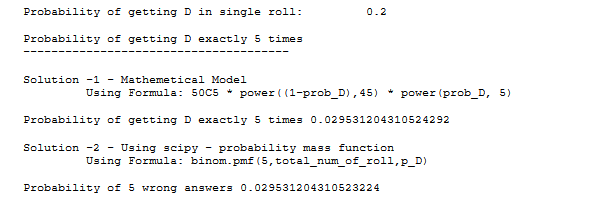 Probability of getting D in single roll: 0.2
Probability of getting D exactly 5 times
--------------------------------------
Solution -1 - Mathemetical Model
Using Formula: 50C5 * power((1-prob_D),45) * power(prob_D, 5)
Probability of getting D exactly 5 times 0.029531204310524292
Solution -2 - Using scipy - probability mass function
Using Formula: binom.pmf(5,total_num_of_roll,p_D)
Probability of 5 wrong answers 0.029531204310523224